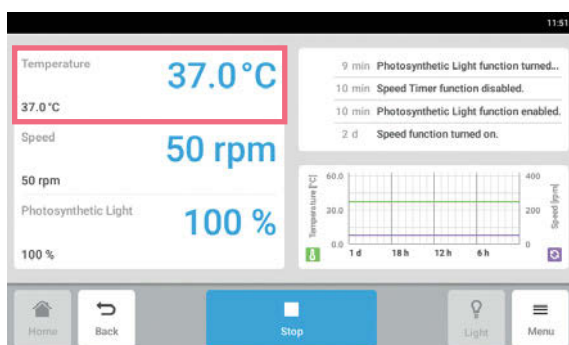 11:51
Temperature
37.0°C
37.0°C
Speed
50 rpm
50 rpm
Photosynthetic Light
100 %
100 %
9 min Photosynthetic Light function turned...
10 min Speed Timer function disabled.
10 min Photosynthetic Light function enabled.
2 d Speed function turned on.
Temperature [°C]
60.0
30.0
0.0
400
200
0
Speed [rpm]
1 d
18 h
12 h
6 h
Home
Back
Stop
Light
Menu